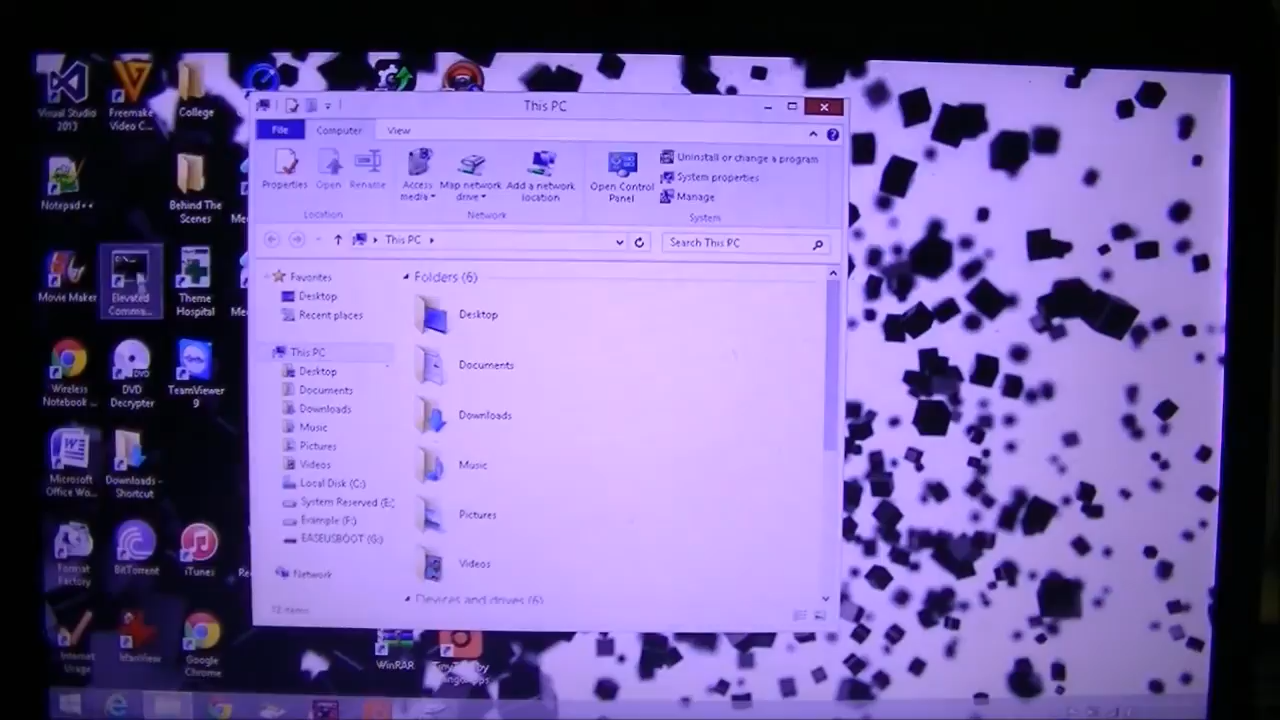 This PC
File
Computer
View
Properties
Open
Rename
Access
media
Map network
drive
Add a network
location
Open Control
Panel
Uninstall or change a program
System properties
Manage
Location
Network
System
This PC
Search This PC
Favorites
Desktop
Recent places
This PC
Desktop
Documents
Downloads
Music
Pictures
Videos
Local Disk (C:)
System Reserved (E:
Example (F:)
EASEUSBOOT (G:)
Network
12 items
Folders (6)
Desktop
Documents
Downloads
Music
Pictures
Videos
Devices and drives (6)
Visual Studio
2013
Freemake
Video C...
College
Notepad++
Behind The
Scenes
Movie Maker
Elevated
Comma...
Theme
Hospital
Wireless
Notebook ...
DVD
Decrypter
TeamViewer
9
Microsoft
Office Wo...
Downloads -
Shortcut
Format
Factory
BitTorrent
iTunes
Internet
Usage
IrfanView
Google
Chrome
WinRAR